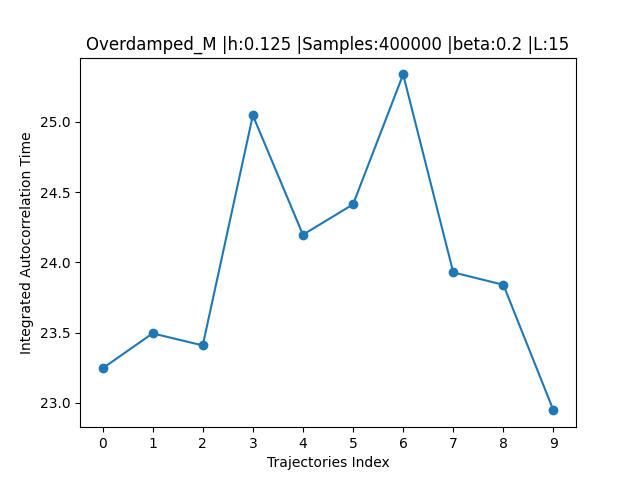 Overdamped_M |h:0.125 |Samples:400000 |beta:0.2 |L:15
Integrated Autocorrelation Time
25.0
24.5
24.0
23.5
23.0
0 1 2 3 4 5 6 7 8 9
Trajectories Index